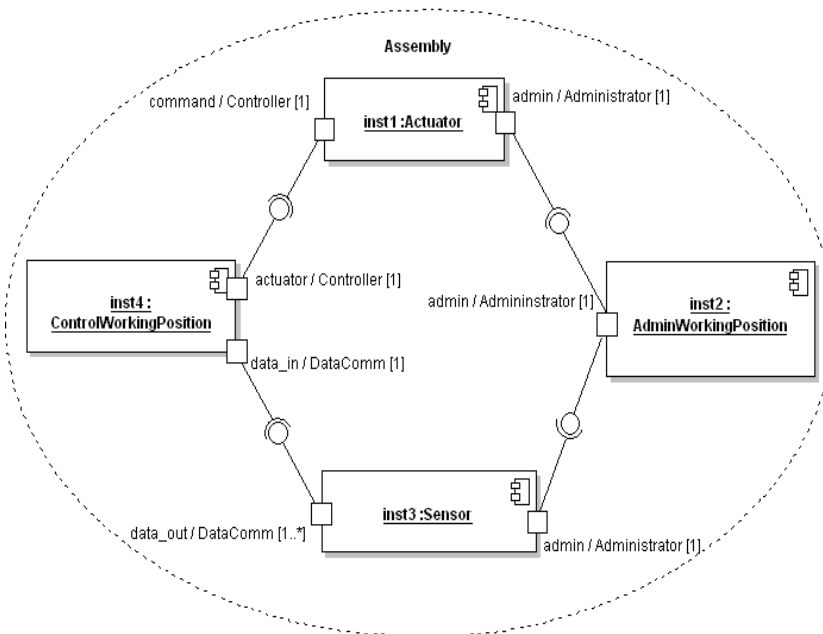 Assembly
command / Controller [1]
admin / Administrator [1]
inst1 :Actuator
actuator / Controller [1]
inst4 :
ControlWorkingPosition
admin / Admininstrator [1]
inst2 :
AdminWorkingPosition
data_in / DataComm [1]
inst3 :Sensor
data_out / DataComm [1..*]
admin / Administrator [1]